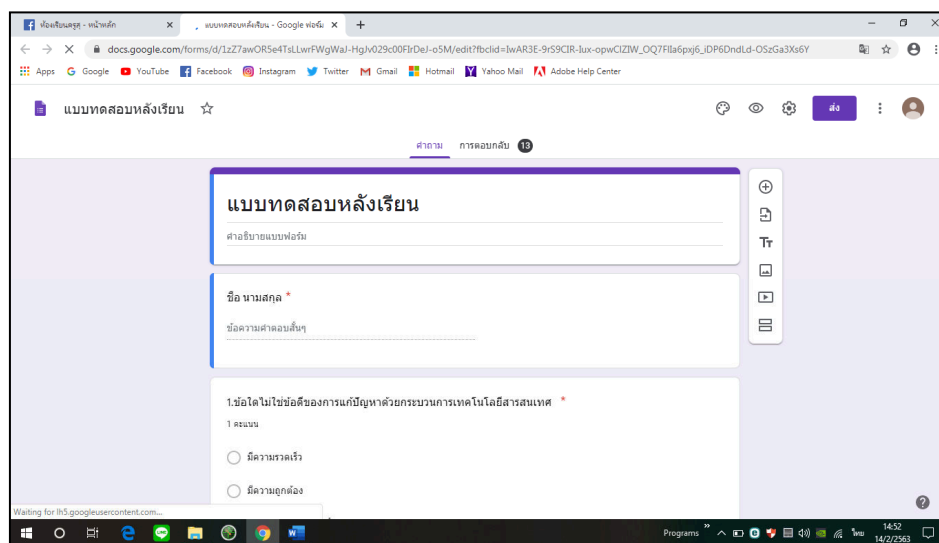 ห้องเรียนครูสุ - หน้าหลัก
แบบทดสอบหลังเรียน - Google ฟอร์ม
docs.google.com/forms/d/1zZ7awORSe4TsLLwrFWgWaJ-HgJv029c00FIrDeJ-o5M/edit?fbclid=IwAR3E-9rS9CIR-Iux-opwCIZIW_OQ7FIla6pxj6_iDP6DndLd-OSzGa3Xs6Y
Apps Google YouTube Facebook Instagram Twitter Gmail Hotmail Yahoo Mail Adobe Help Center
แบบทดสอบหลังเรียน
ส่ง
คำถาม การตอบกลับ 13
แบบทดสอบหลังเรียน
คำอธิบายแบบฟอร์ม
ชื่อ นามสกุล *
ข้อความคำตอบสั้นๆ
1.ข้อใดไม่ใช่ข้อดีของการแก้ปัญหาด้วยกระบวนการเทคโนโลยีสารสนเทศ *
1 คะแนน
มีความรวดเร็ว
มีความถูกต้อง
Waiting for lh5.googleusercontent.com...
Programs
ไทย
14:52
14/2/2563